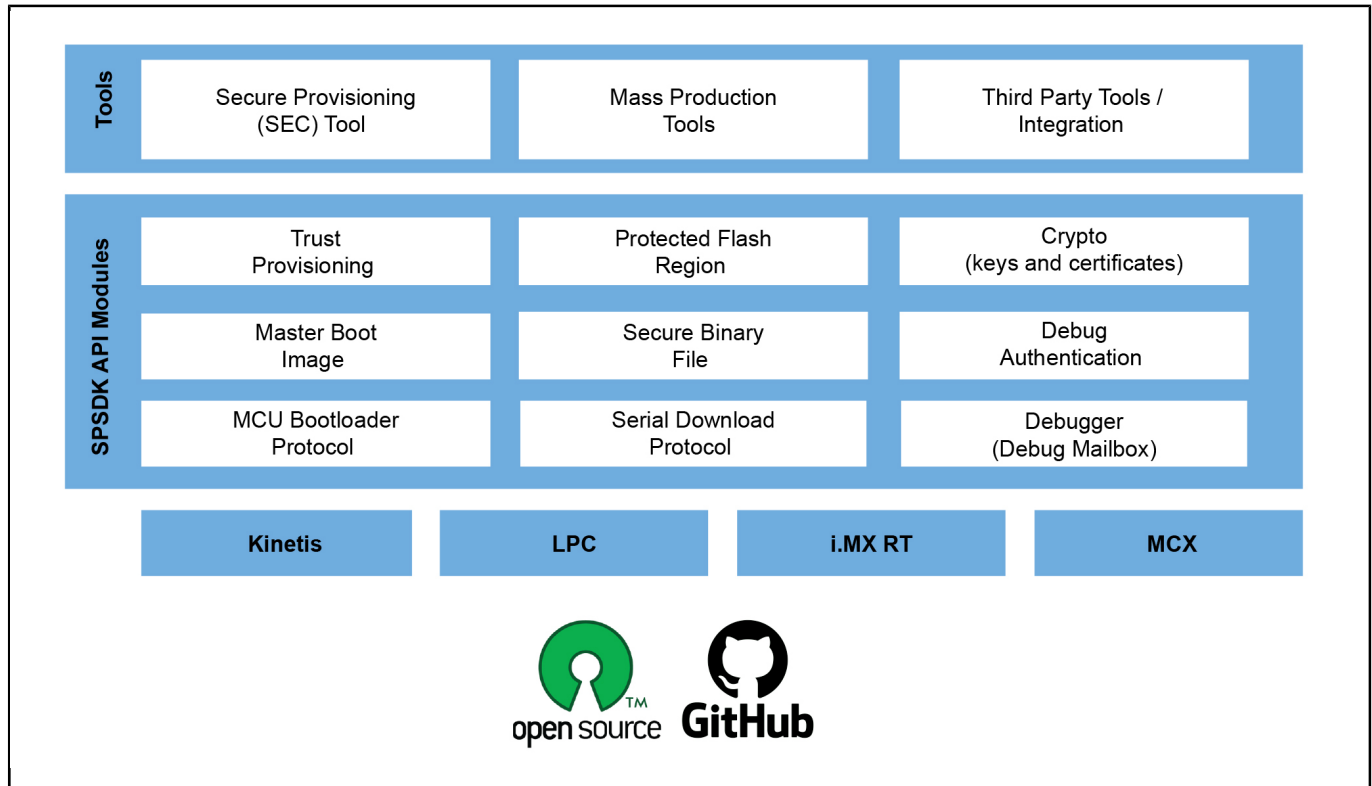 Tools
Secure Provisioning
(SEC) Tool
Mass Production
Tools
Third Party Tools /
Integration
SPSDK API Modules
Trust
Provisioning
Protected Flash
Region
Crypto
(keys and certificates)
Master Boot
Image
Secure Binary
File
Debug
Authentication
MCU Bootloader
Protocol
Serial Download
Protocol
Debugger
(Debug Mailbox)
Kinetis
LPC
i.MX RT
MCX
TM
open source
GitHub